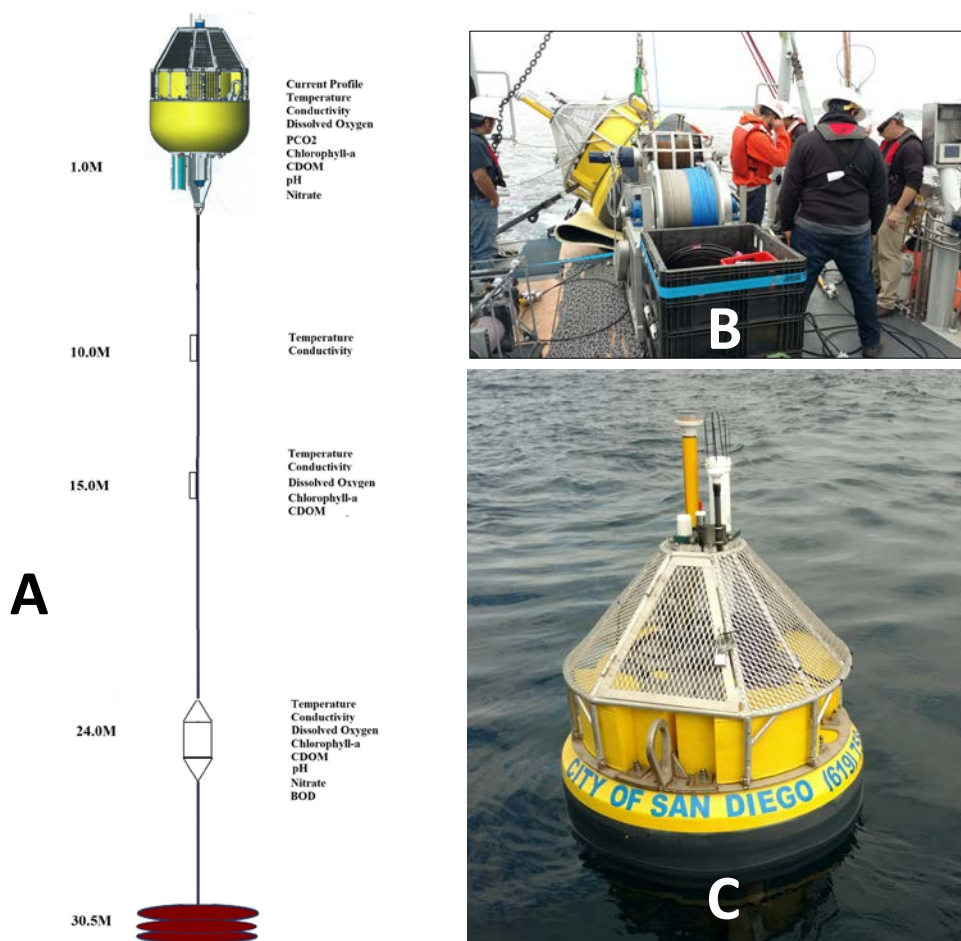 Current Profile
Temperature
Conductivity
Dissolved Oxygen
PCO2
Chlorophyll-a
CDOM
pH
Nitrate
1.0M
10.0M
Temperature
Conductivity
15.0M
Temperature
Conductivity
Dissolved Oxygen
Chlorophyll-a
CDOM
A
24.0M
Temperature
Conductivity
Dissolved Oxygen
Chlorophyll-a
CDOM
pH
Nitrate
BOD
30.5M
B
CITY OF SAN DIEGO (619) 75
C